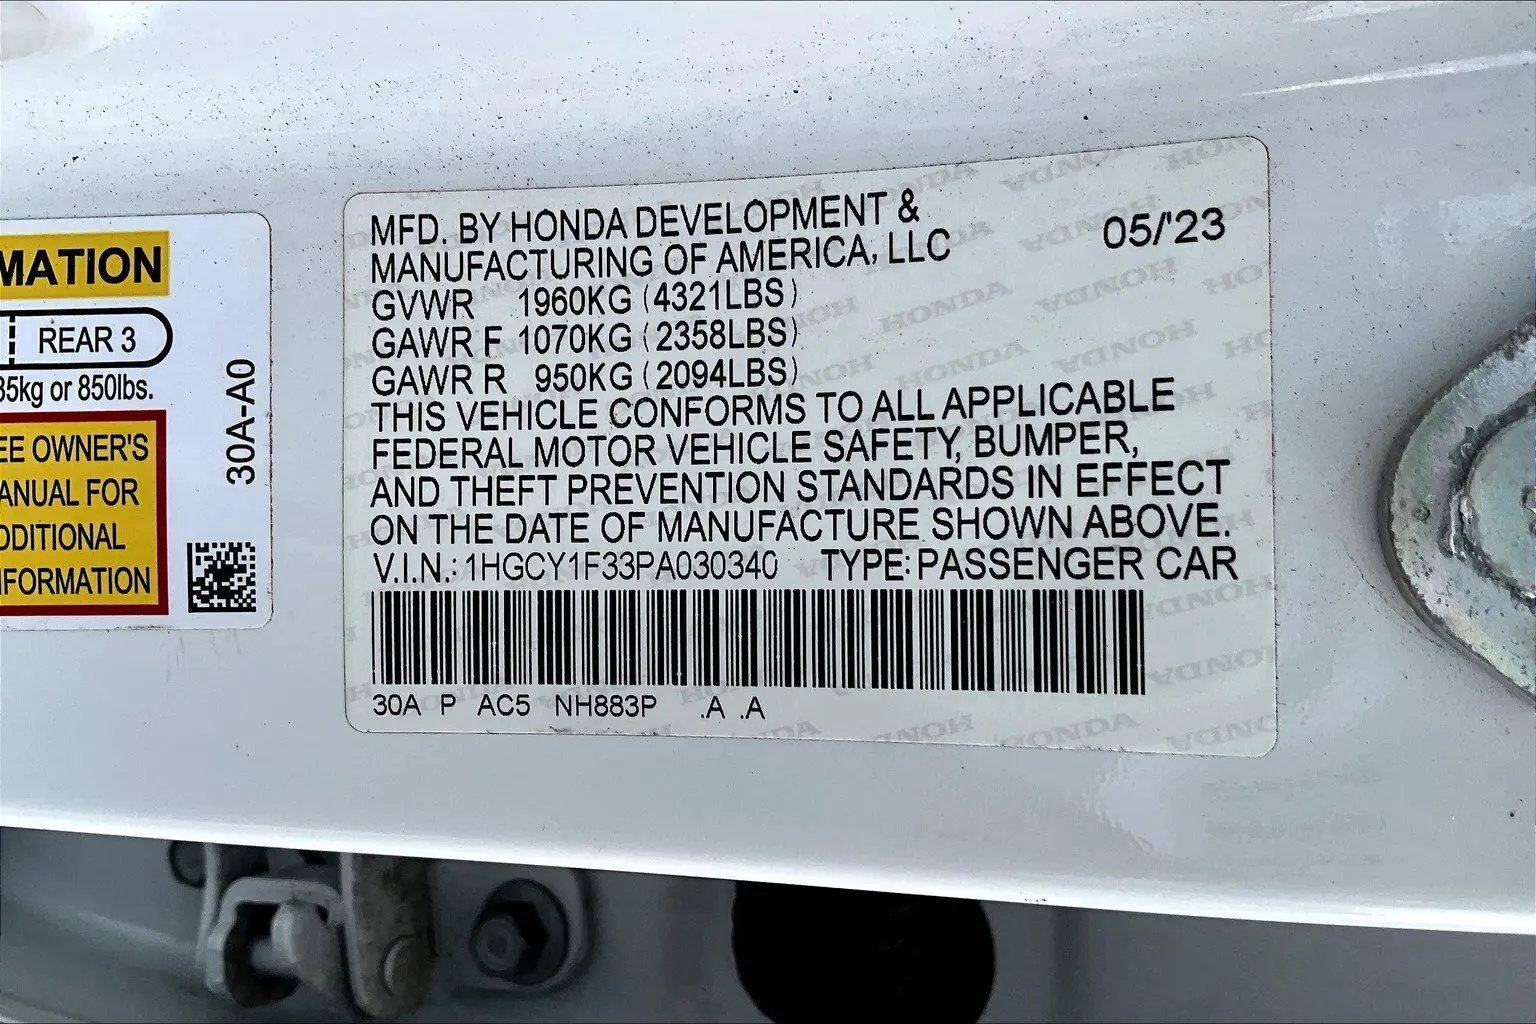 MATION
REAR 3
85kg or 850lbs.
EE OWNER'S
ANUAL FOR
DDITIONAL
NFORMATION
30A-A0
MFD. BY HONDA DEVELOPMENT &
MANUFACTURING OF AMERICA, LLC
05/'23
GVWR 1960KG (4321LBS)
GAWR F 1070KG (2358LBS)
GAWR R 950KG (2094LBS)
THIS VEHICLE CONFORMS TO ALL APPLICABLE
FEDERAL MOTOR VEHICLE SAFETY, BUMPER,
AND THEFT PREVENTION STANDARDS IN EFFECT
ON THE DATE OF MANUFACTURE SHOWN ABOVE.
V.I.N.: 1HGCY1F33PA030340 TYPE: PASSENGER CAR
30A P AC5 NH883P .A .A